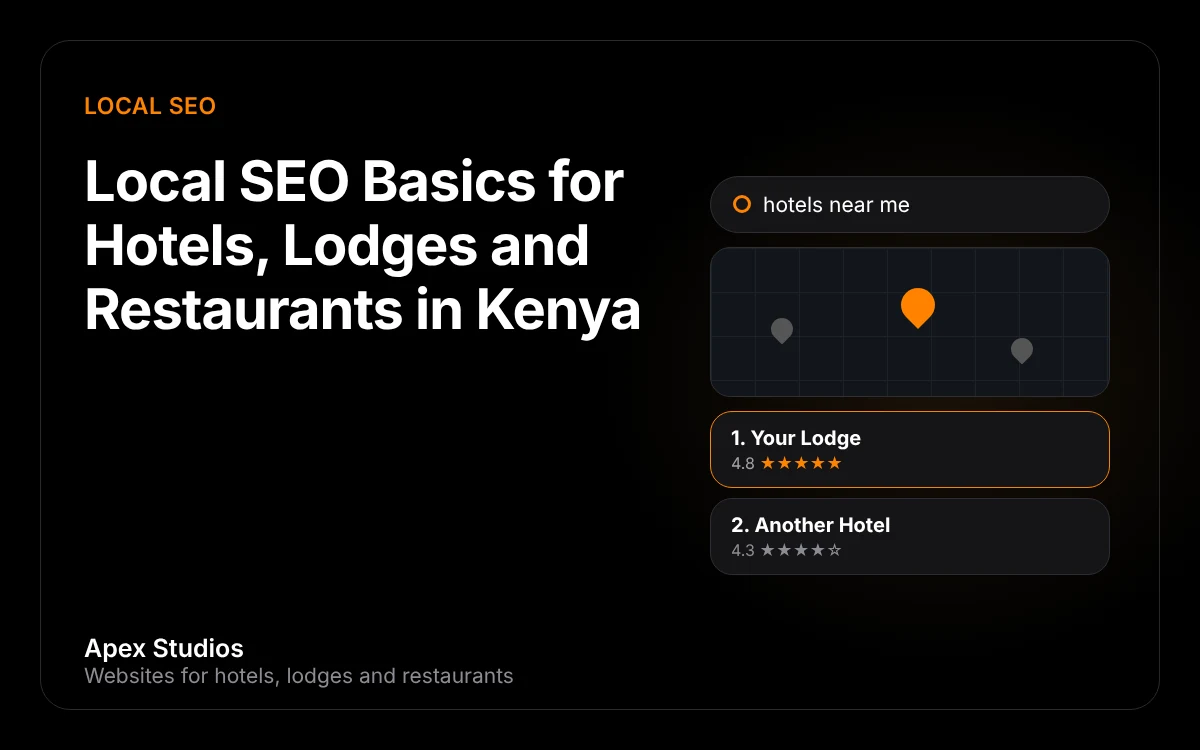 LOCAL SEO
Local SEO Basics for
Hotels, Lodges and
Restaurants in Kenya
hotels near me
1. Your Lodge
4.8 ★★★★★
2. Another Hotel
4.3 ★★★★☆
Apex Studios
Websites for hotels, lodges and restaurants